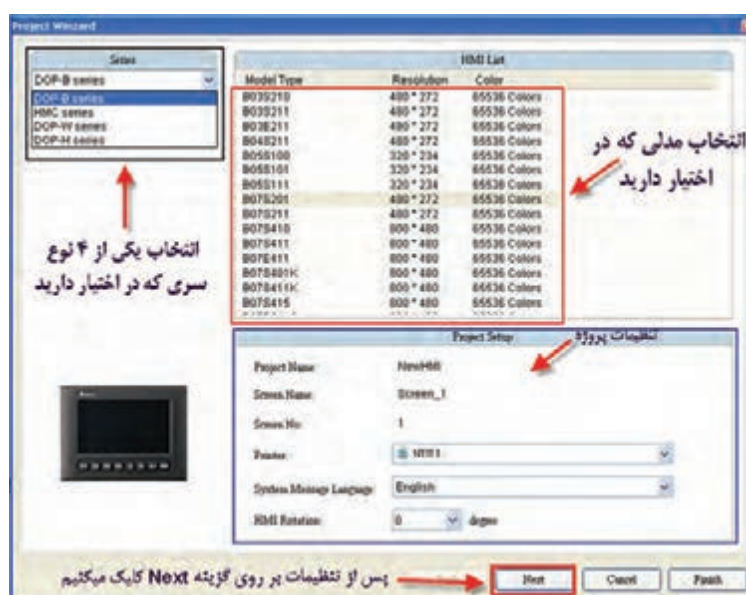 Project Winzard
Series
DOP-B series
DOP-B series
HMC series
DOP-W series
DOP-H series
HMI List
Model Type Resolution Color
B03S210 480 * 272 65536 Colors
B03S211 480 * 272 65536 Colors
B03E211 480 * 272 65536 Colors
B04S211 480 * 272 65536 Colors
B05S100 320 * 234 65536 Colors
B05S101 320 * 234 65536 Colors
B05S111 320 * 234 65536 Colors
B07S201 480 * 272 65536 Colors
B07S211 480 * 272 65536 Colors
B07S410 800 * 480 65536 Colors
B07S411 800 * 480 65536 Colors
B07E411 800 * 480 65536 Colors
B07S401K 800 * 480 65536 Colors
B07S411K 800 * 480 65536 Colors
B07S415 800 * 480 65536 Colors
انتخاب مدلی که در
اختیار دارید
انتخاب یکی از ۴ نوع
سری که در اختیار دارید
Project Setup
تنظیمات پروژه
Project Name NewHMI
Screen Name Screen_1
Screen No 1
Printer
System Message Language English
HMI Rotation 0 degree
پس از تنظیمات بر روی گزینه Next کلیک میکنیم
Next Cancel Finish